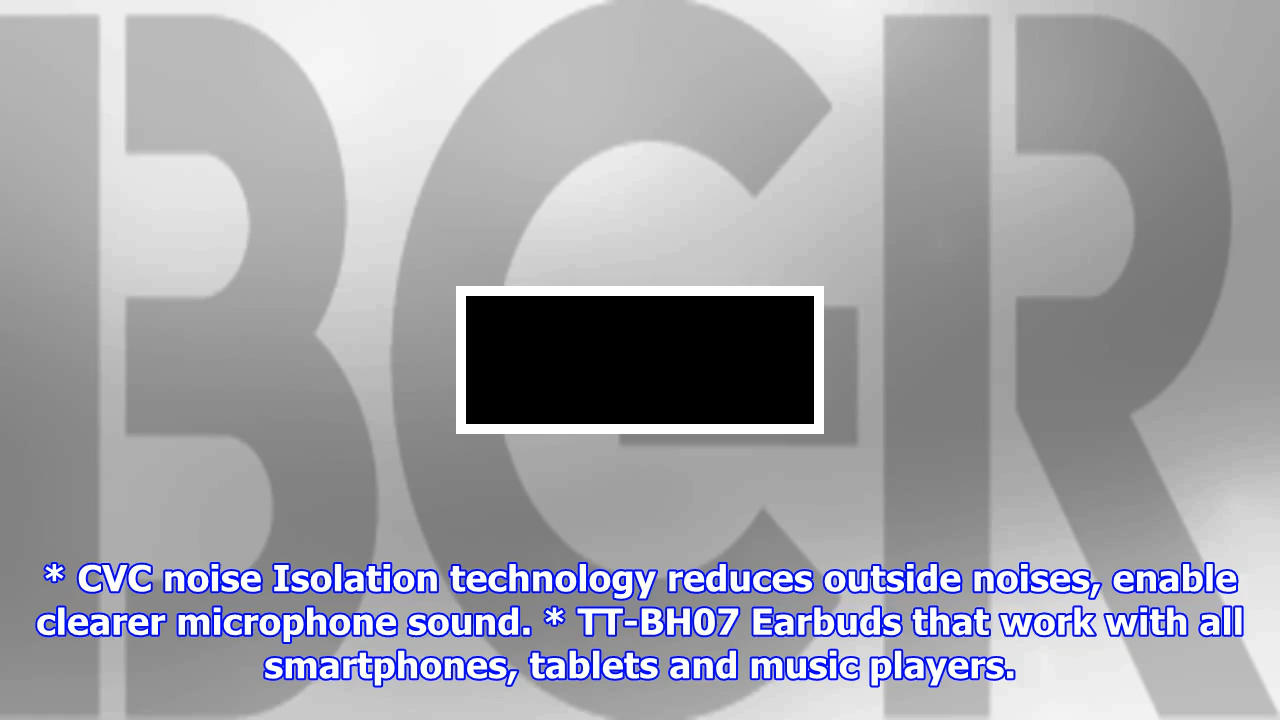 BGR
* CVC noise Isolation technology reduces outside noises, enable
clearer microphone sound. * TT-BH07 Earbuds that work with all
smartphones, tablets and music players.